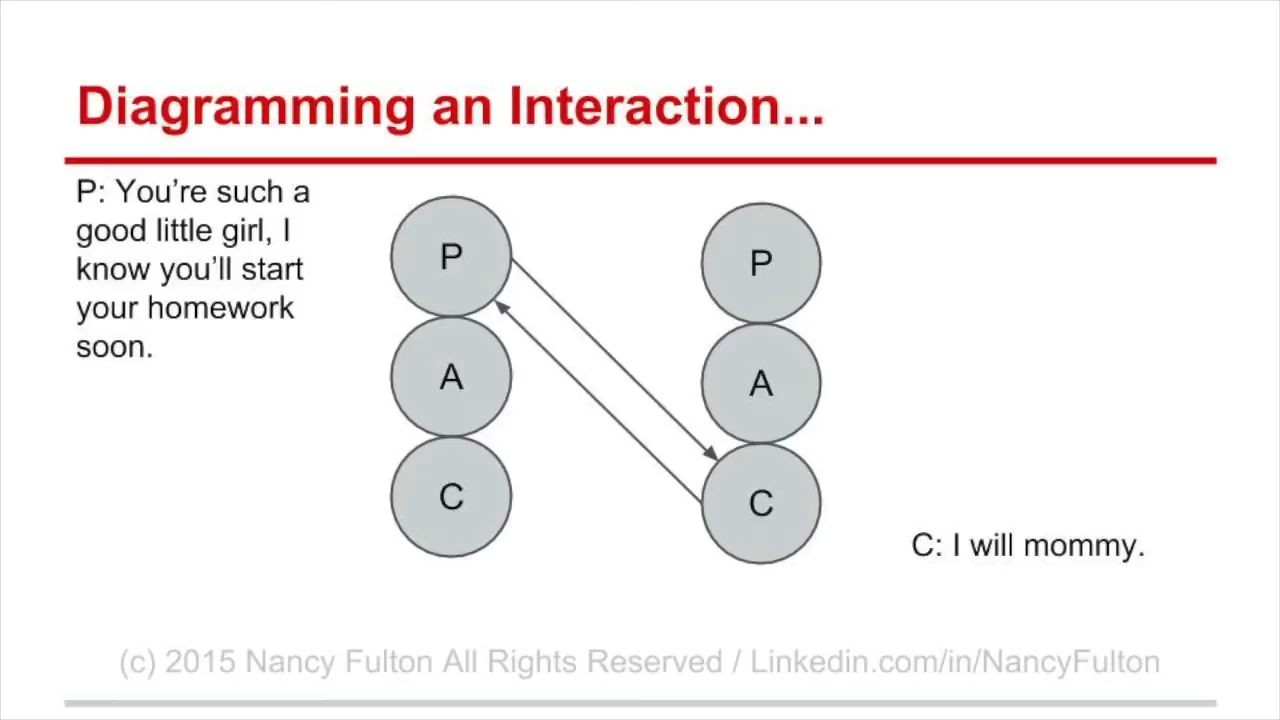 Diagramming an Interaction...
P: You’re such a
good little girl, I
know you’ll start
your homework
soon.
P
A
C
P
A
C
C: I will mommy.
(c) 2015 Nancy Fulton All Rights Reserved / Linkedin.com/in/NancyFulton